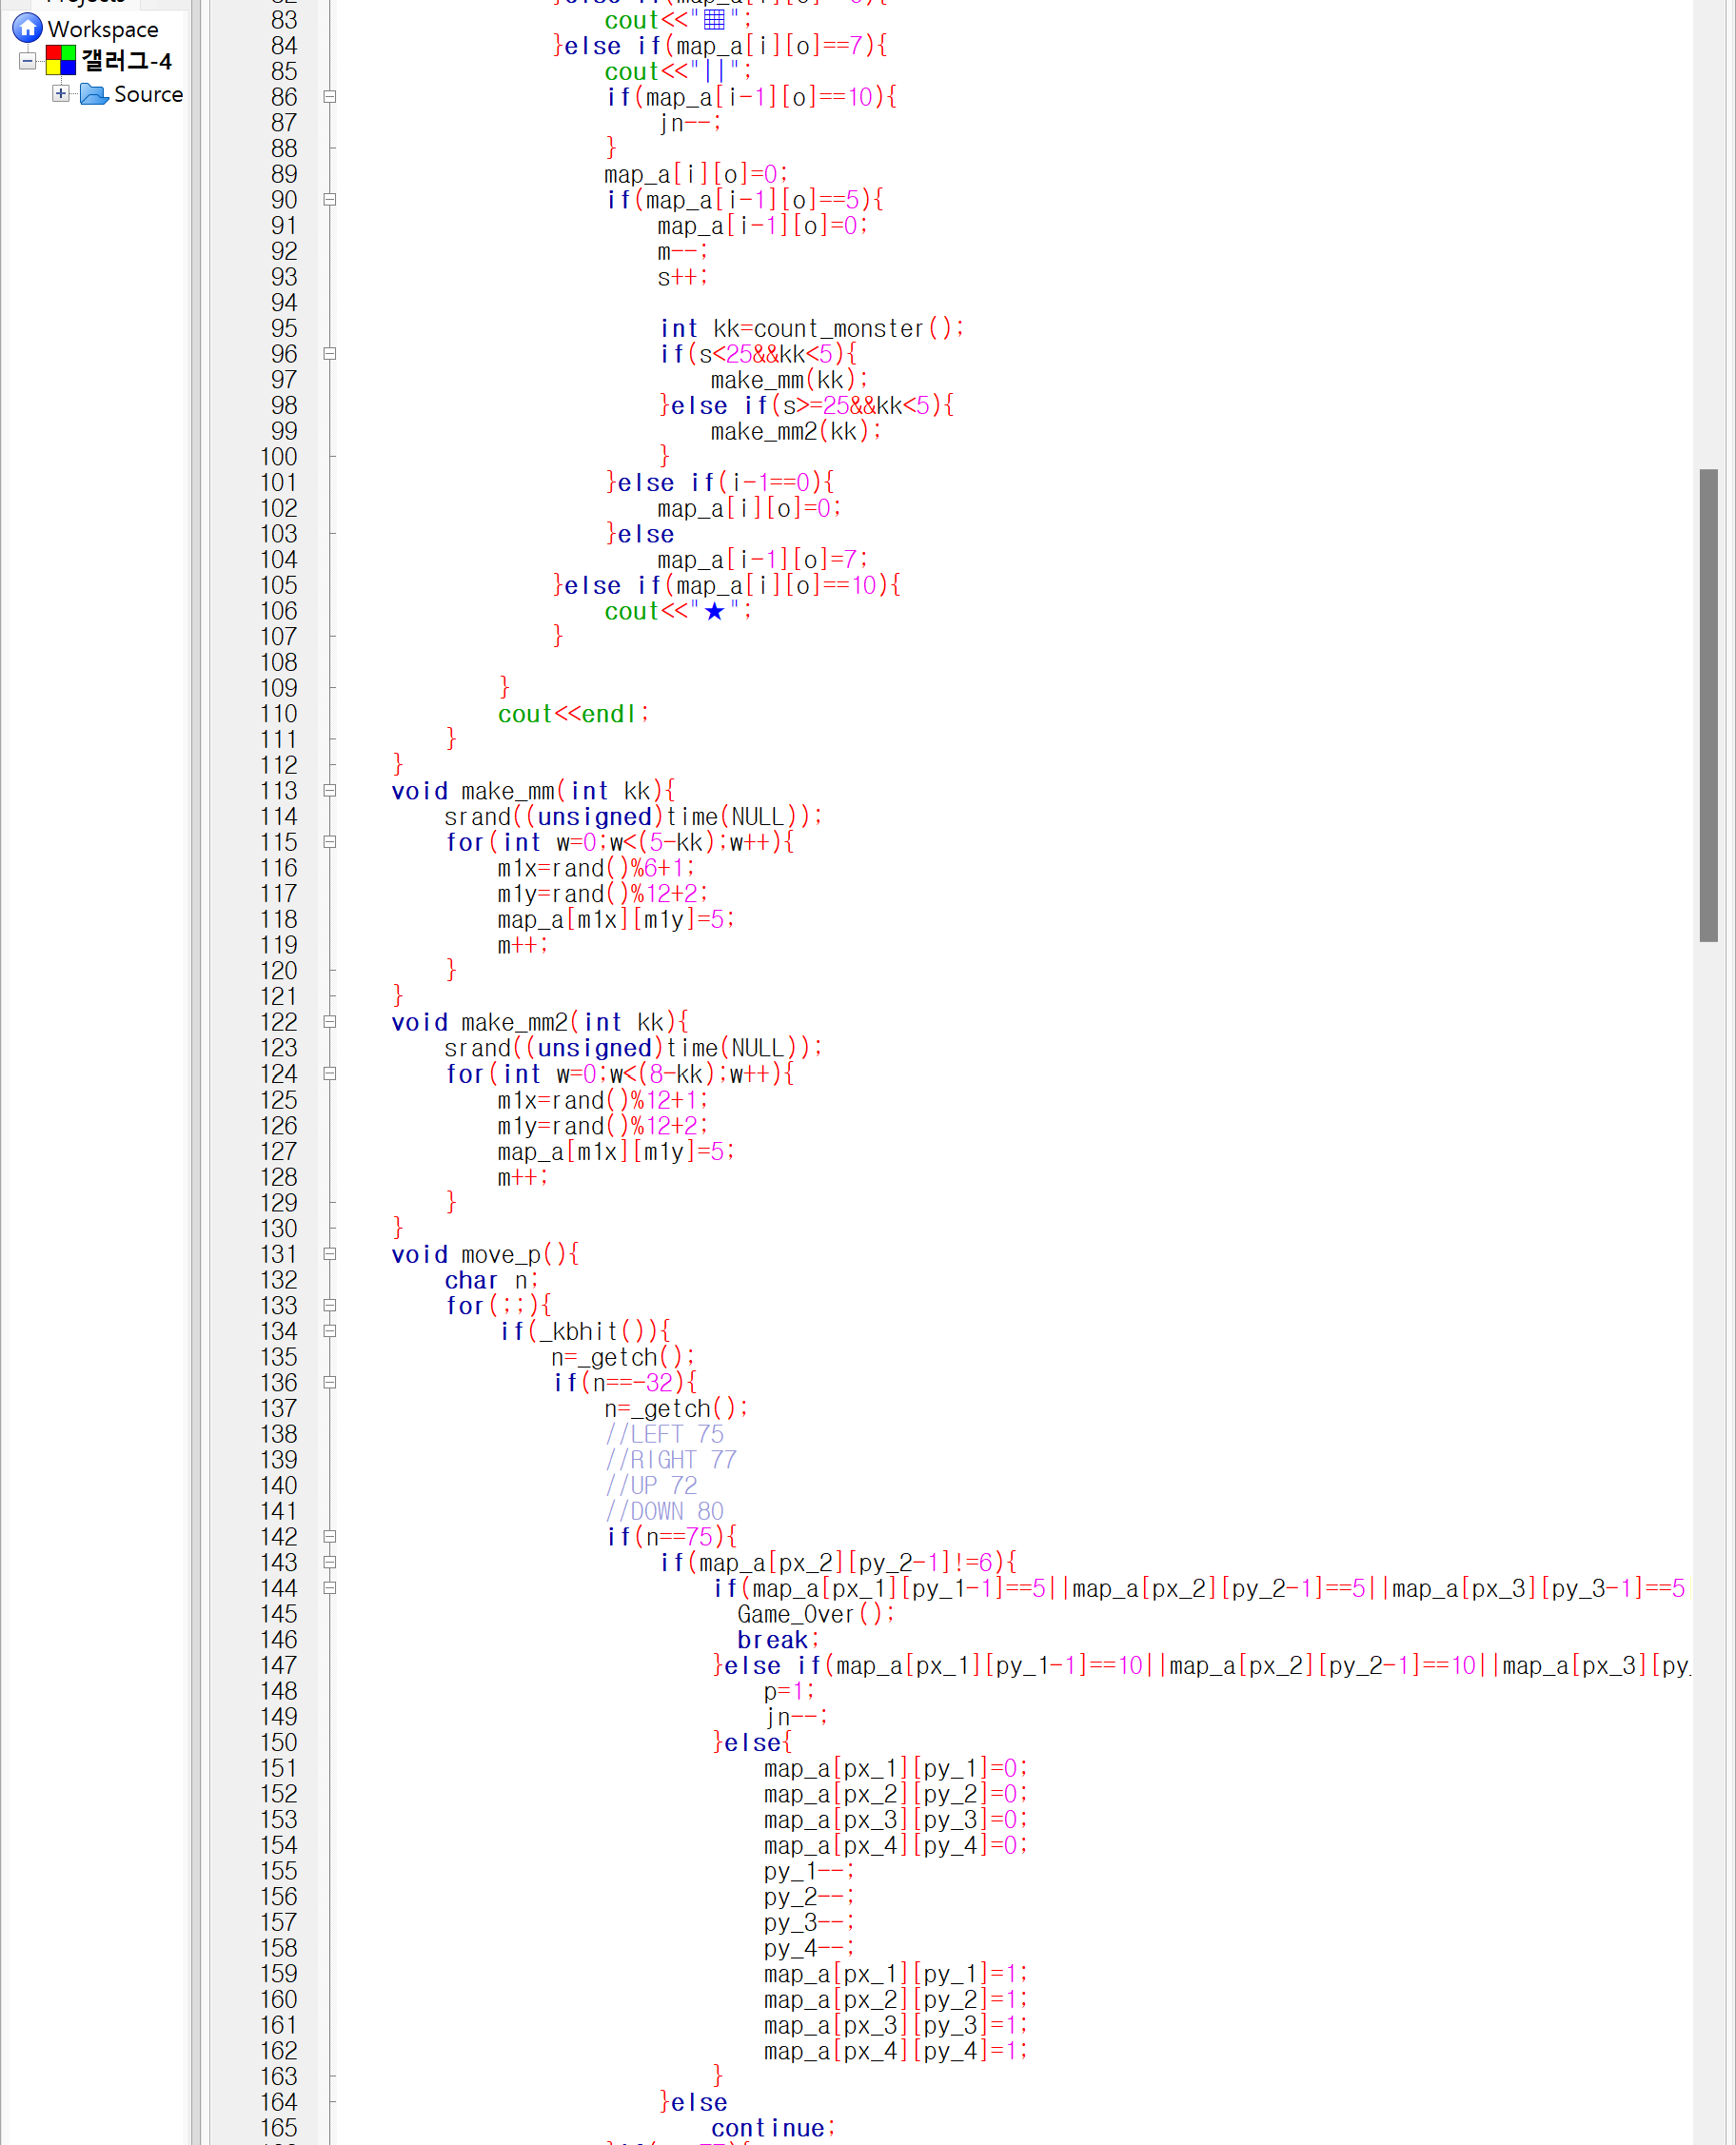 Projects
Workspace
갤러그-4
Source
83 cout<<"▦";
84 }else if(map_a[i][o]==7){
85 cout<<"||";
86 if(map_a[i-1][o]==10){
87 jn--;
88 }
89 map_a[i][o]=0;
90 if(map_a[i-1][o]==5){
91 map_a[i-1][o]=0;
92 m--;
93 s++;
94
95 int kk=count_monster();
96 if(s<25&&kk<5){
97 make_mm(kk);
98 }else if(s>=25&&kk<5){
99 make_mm2(kk);
100 }
101 }else if(i-1==0){
102 map_a[i][o]=0;
103 }else
104 map_a[i-1][o]=7;
105 }else if(map_a[i][o]==10){
106 cout<<"★";
107 }
108
109 }
110 cout<<endl;
111 }
112 }
113 void make_mm(int kk){
114 srand((unsigned)time(NULL));
115 for(int w=0;w<(5-kk);w++){
116 m1x=rand()%6+1;
117 m1y=rand()%12+2;
118 map_a[m1x][m1y]=5;
119 m++;
120 }
121 }
122 void make_mm2(int kk){
123 srand((unsigned)time(NULL));
124 for(int w=0;w<(8-kk);w++){
125 m1x=rand()%12+1;
126 m1y=rand()%12+2;
127 map_a[m1x][m1y]=5;
128 m++;
129 }
130 }
131 void move_p(){
132 char n;
133 for(;;){
134 if(_kbhit()){
135 n=_getch();
136 if(n==-32){
137 n=_getch();
138 //LEFT 75
139 //RIGHT 77
140 //UP 72
141 //DOWN 80
142 if(n==75){
143 if(map_a[px_2][py_2-1]!=6){
144 if(map_a[px_1][py_1-1]==5||map_a[px_2][py_2-1]==5||map_a[px_3][py_3-1]==5
145 Game_Over();
146 break;
147 }else if(map_a[px_1][py_1-1]==10||map_a[px_2][py_2-1]==10||map_a[px_3][py_
148 p=1;
149 jn--;
150 }else{
151 map_a[px_1][py_1]=0;
152 map_a[px_2][py_2]=0;
153 map_a[px_3][py_3]=0;
154 map_a[px_4][py_4]=0;
155 py_1--;
156 py_2--;
157 py_3--;
158 py_4--;
159 map_a[px_1][py_1]=1;
160 map_a[px_2][py_2]=1;
161 map_a[px_3][py_3]=1;
162 map_a[px_4][py_4]=1;
163 }
164 }else
165 continue;